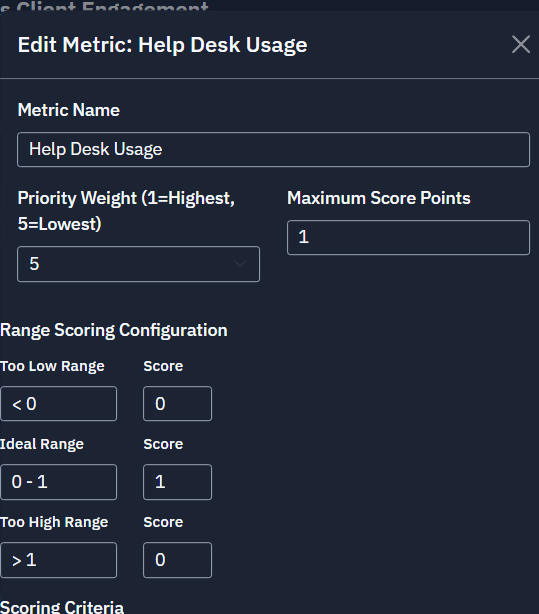 s Client Engagement
Edit Metric: Help Desk Usage
Metric Name
Help Desk Usage
Priority Weight (1=Highest,
5=Lowest)
Maximum Score Points
5
1
Range Scoring Configuration
Too Low Range Score
< 0 0
Ideal Range Score
0 - 1 1
Too High Range Score
> 1 0
Scoring Criteria